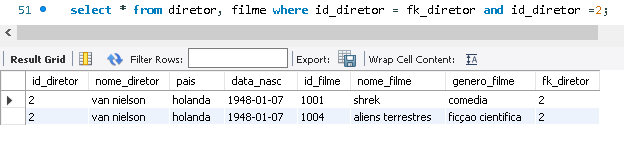 51 select * from diretor, filme where id_diretor = fk_diretor and id_diretor =2;
Result Grid Filter Rows: Export: Wrap Cell Content: IA
id_diretor nome_diretor pais data_nasc id_filme nome_filme genero_filme fk_diretor
2 van nielson holanda 1948-01-07 1001 shrek comedia 2
2 van nielson holanda 1948-01-07 1004 aliens terrestres ficçao cientifica 2